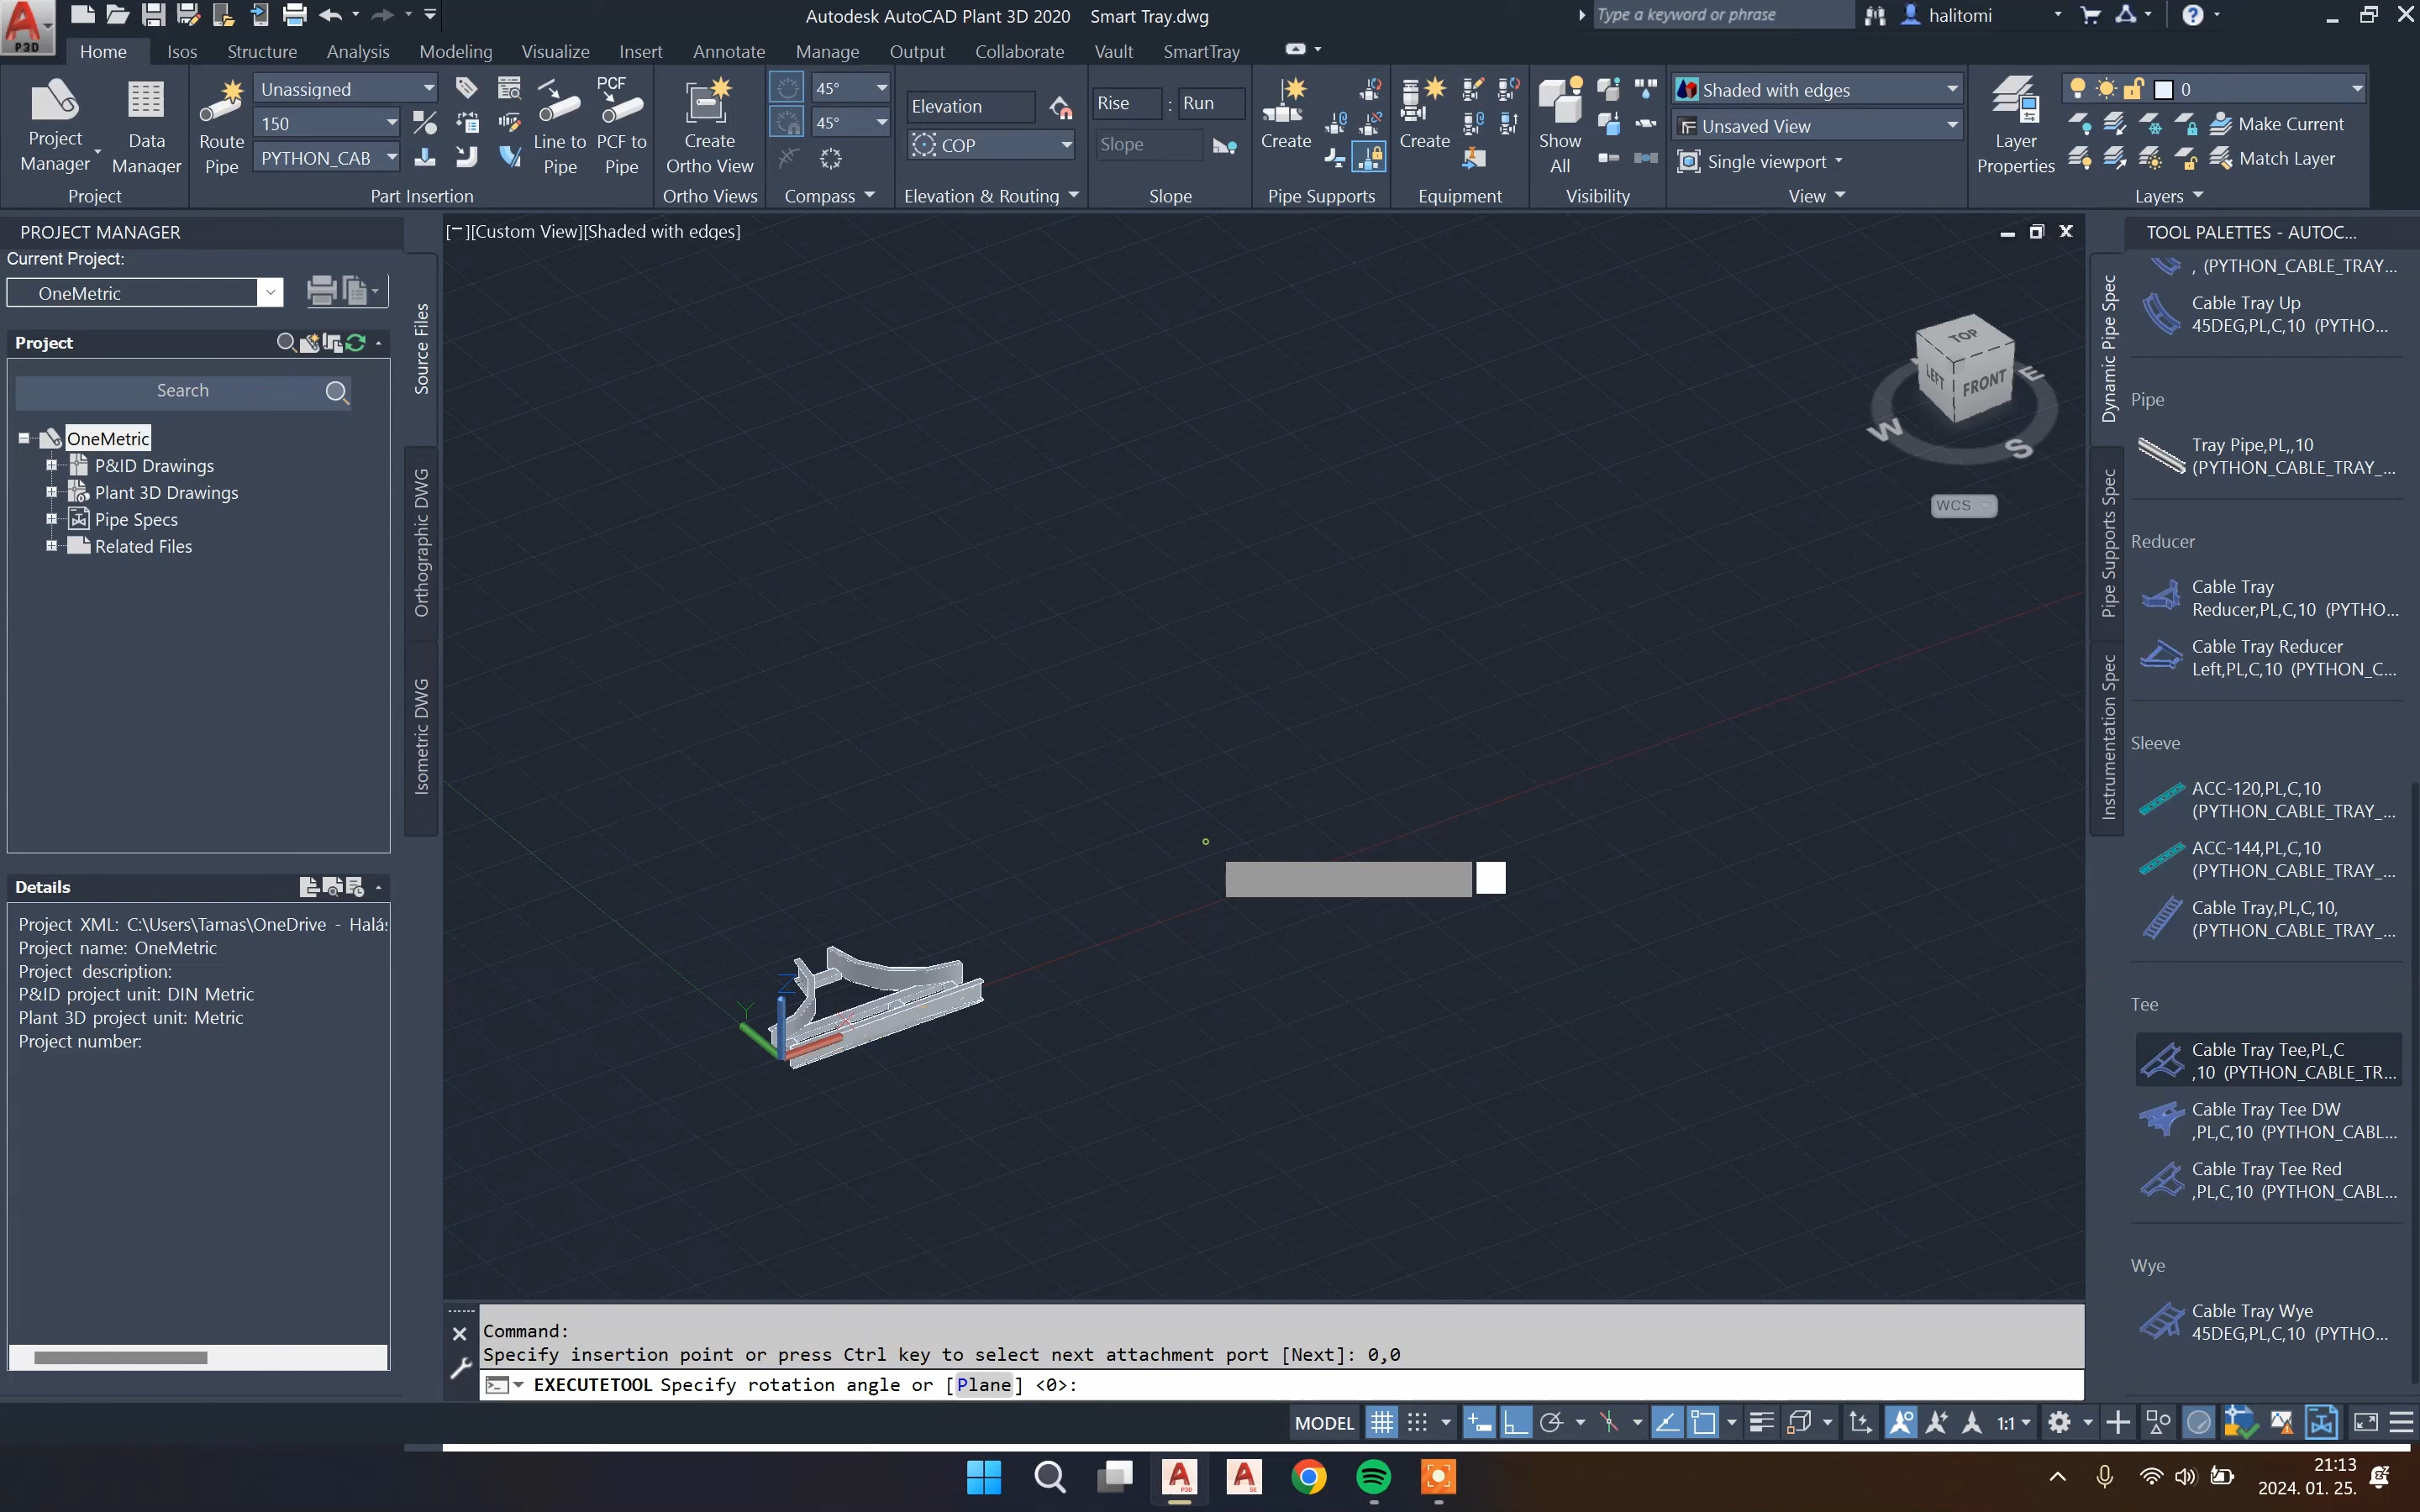 P3D
Autodesk AutoCAD Plant 3D 2020 Smart Tray.dwg
Type a keyword or phrase
halitomi
Home Isos Structure Analysis Modeling Visualize Insert Annotate Manage Output Collaborate Vault SmartTray
Project
Manager
Data
Manager
Project
Route
Pipe
Unassigned
150
PYTHON_CAB
Line to
Pipe
PCF
PCF to
Pipe
Part Insertion
Create
Ortho View
Ortho Views
45°
45°
Compass
Elevation
COP
Elevation & Routing
Rise : Run
Slope
Slope
Create
Pipe Supports
Create
Equipment
Show
All
Visibility
Shaded with edges
Unsaved View
Single viewport
View
Layer
Properties
0
Make Current
Match Layer
Layers
PROJECT MANAGER
Current Project:
OneMetric
Project
Search
OneMetric
P&ID Drawings
Plant 3D Drawings
Pipe Specs
Related Files
Source Files
Orthographic DWG
Isometric DWG
Details
Project XML: C:\Users\Tamas\OneDrive - Halás
Project name: OneMetric
Project description:
P&ID project unit: DIN Metric
Plant 3D project unit: Metric
Project number:
[−][Custom View][Shaded with edges]
TOP
LEFT
FRONT
E
W
S
WCS
Z
Y
X
TOOL PALETTES - AUTOC...
Dynamic Pipe Spec
Pipe Supports Spec
Instrumentation Spec
, (PYTHON_CABLE_TRAY...
Cable Tray Up
45DEG,PL,C,10 (PYTHO...
Pipe
Tray Pipe,PL,,10
(PYTHON_CABLE_TRAY_...
Reducer
Cable Tray
Reducer,PL,C,10 (PYTHO...
Cable Tray Reducer
Left,PL,C,10 (PYTHON_C...
Sleeve
ACC-120,PL,C,10
(PYTHON_CABLE_TRAY_...
ACC-144,PL,C,10
(PYTHON_CABLE_TRAY_...
Cable Tray,PL,C,10,
(PYTHON_CABLE_TRAY_...
Tee
Cable Tray Tee,PL,C
,10 (PYTHON_CABLE_TR...
Cable Tray Tee DW
,PL,C,10 (PYTHON_CABL...
Cable Tray Tee Red
,PL,C,10 (PYTHON_CABL...
Wye
Cable Tray Wye
45DEG,PL,C,10 (PYTHO...
Command:
Specify insertion point or press Ctrl key to select next attachment port [Next]: 0,0
EXECUTETOOL Specify rotation angle or [Plane] <0>:
MODEL
1:1
21:13
2024. 01. 25.